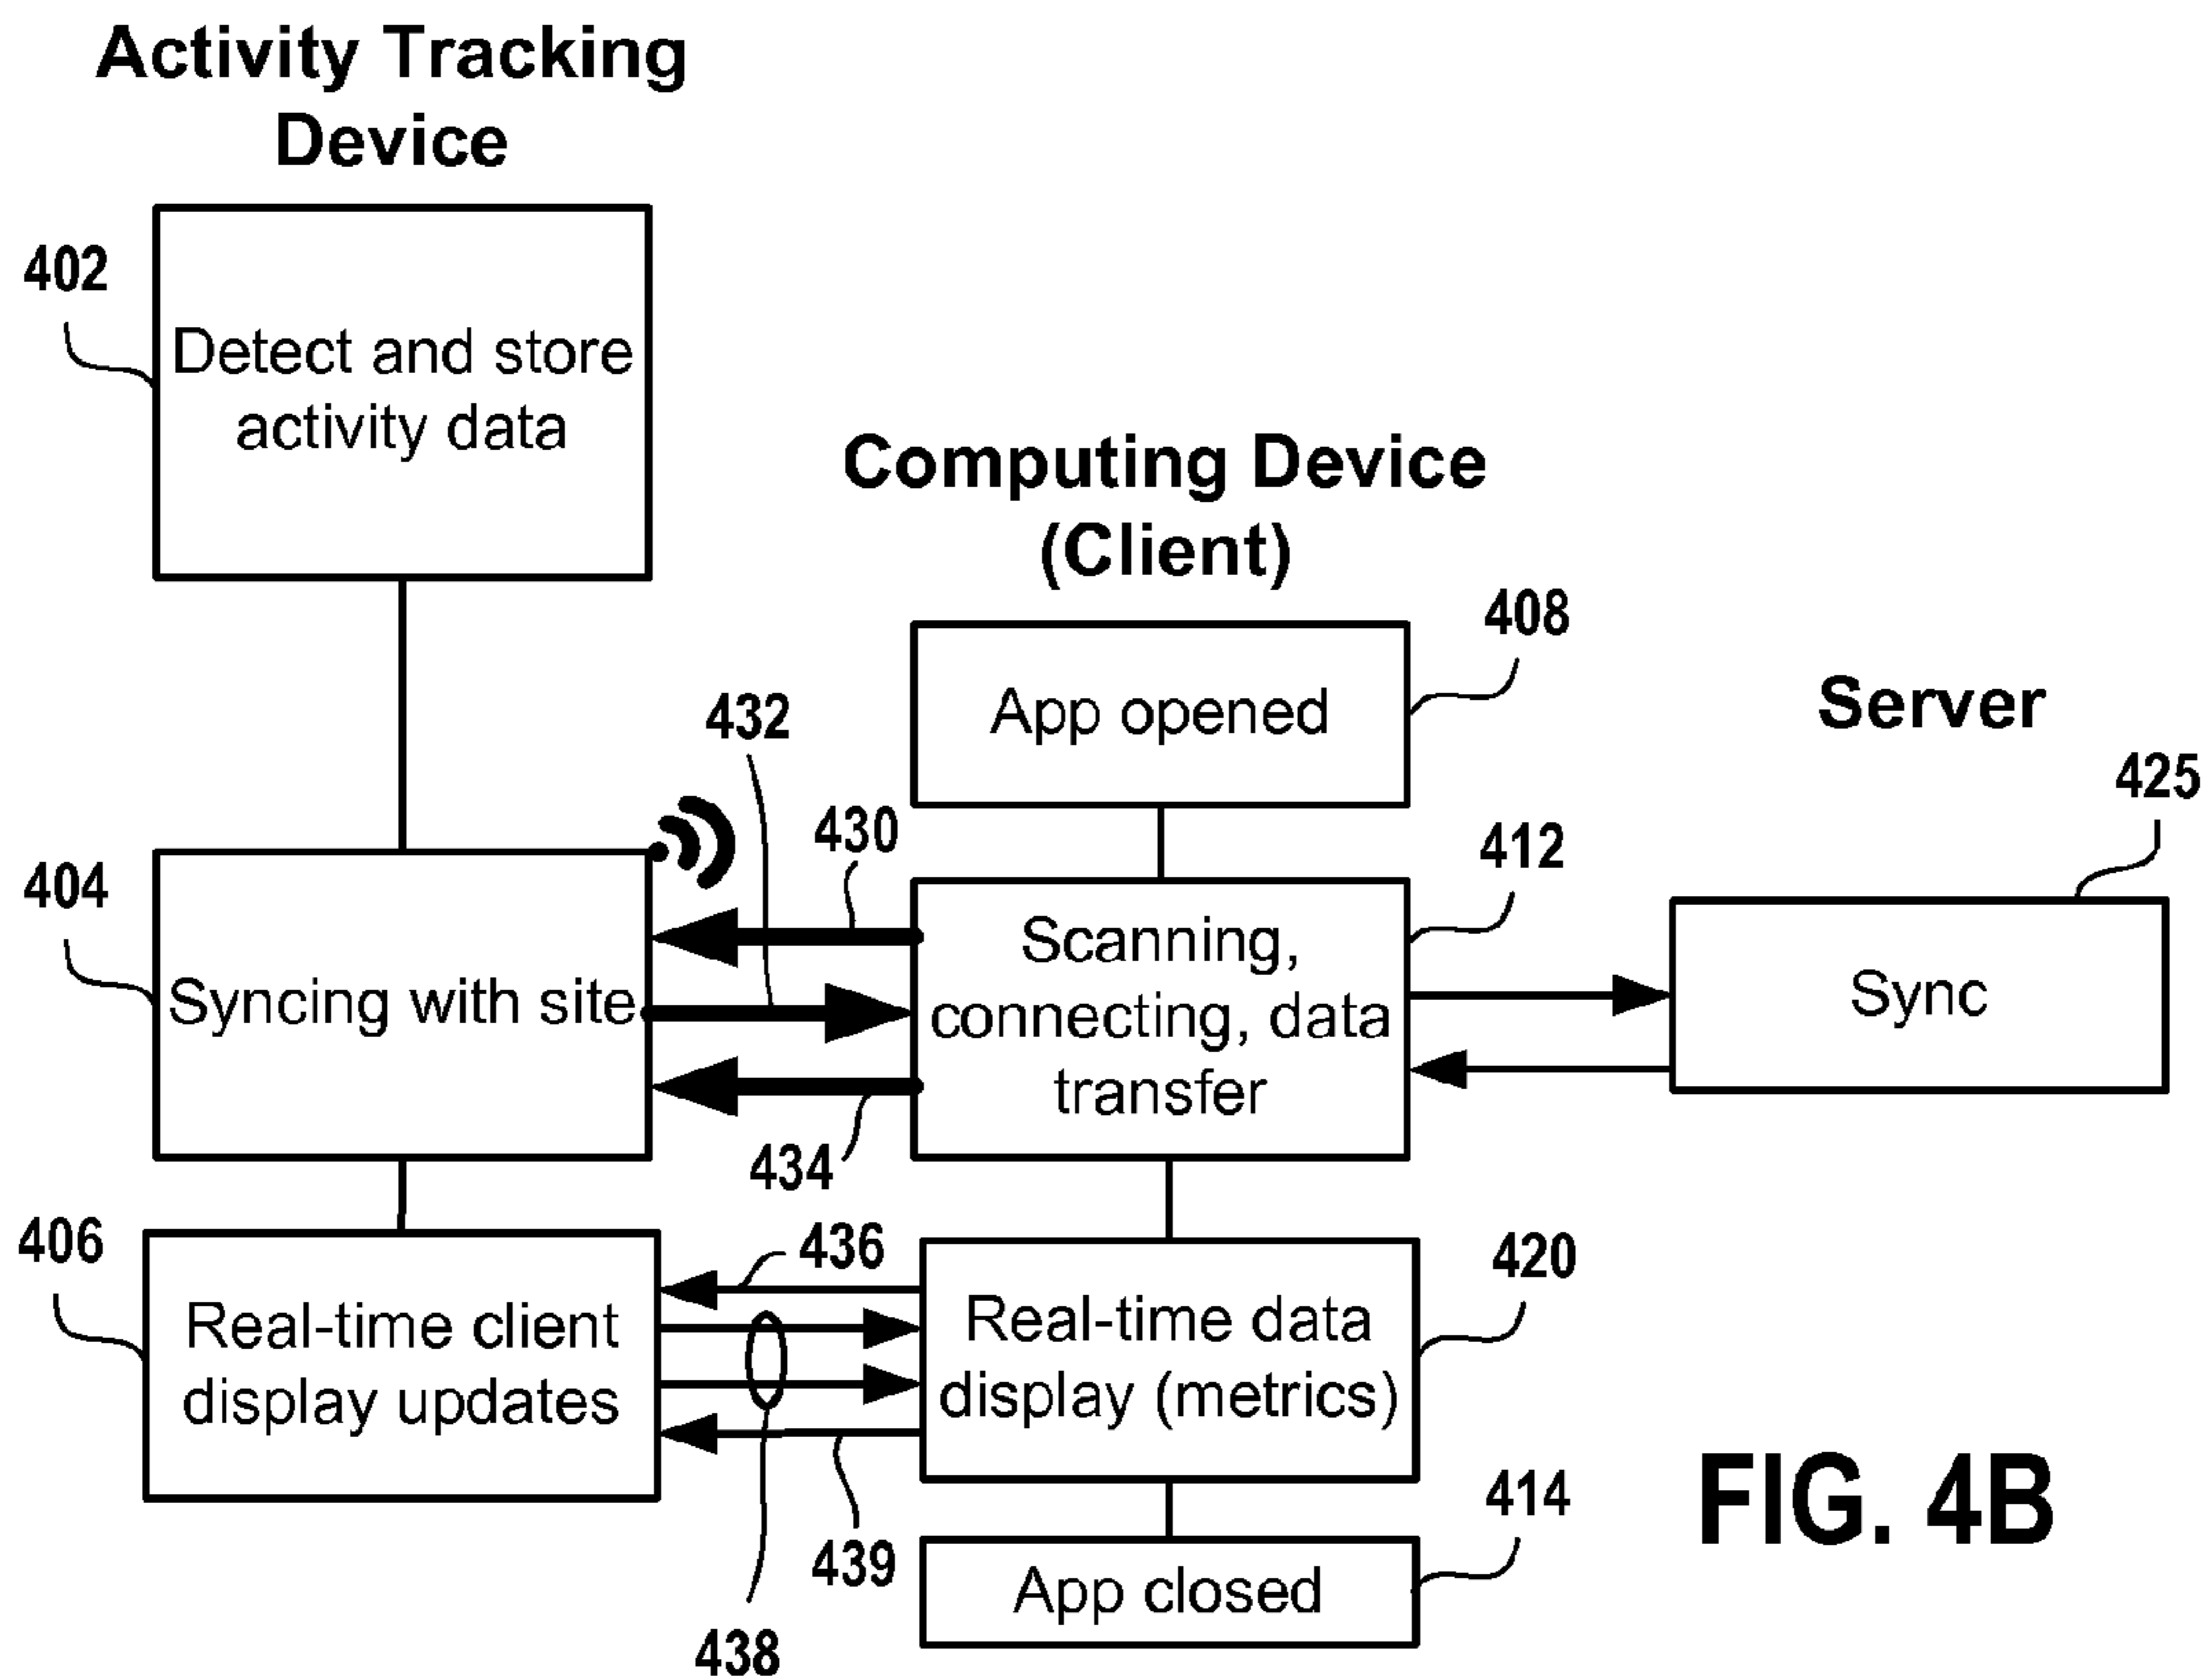 Activity Tracking
Device
402
Detect and store
activity data
Computing Device
(Client)
408
App opened
Server
432
425
430
412
404
Syncing with site
Scanning,
connecting, data
transfer
Sync
434
406
436
420
Real-time client
display updates
Real-time data
display (metrics)
439
438
414
App closed
FIG. 4B